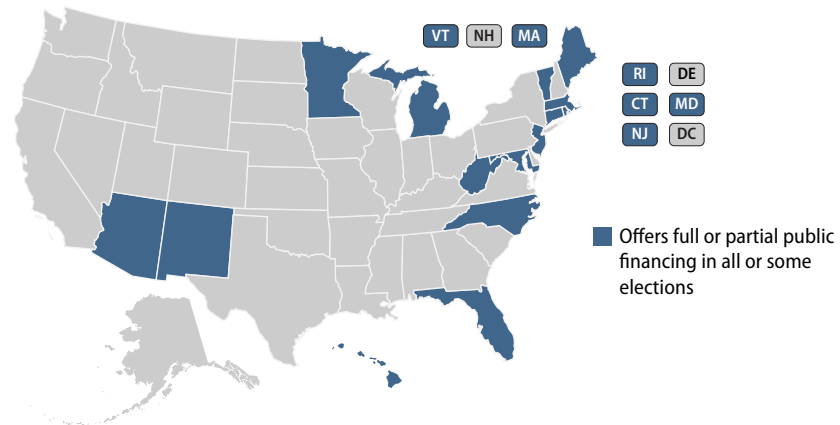 VT NH MA
RI DE
CT MD
NJ DC
Offers full or partial public
financing in all or some
elections